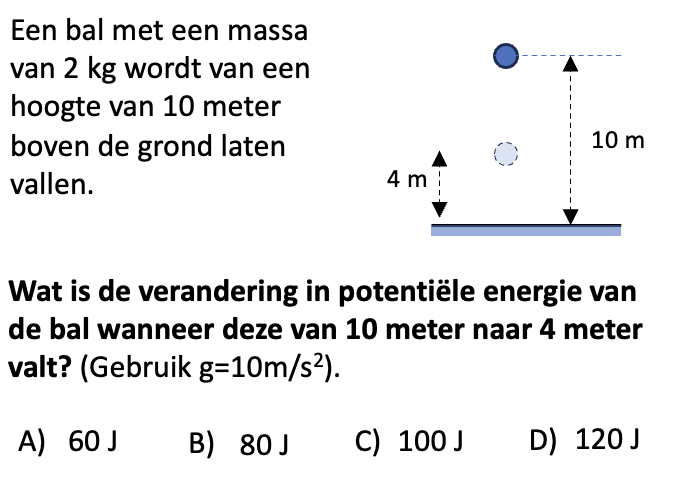 Een bal met een massa
van 2 kg wordt van een
hoogte van 10 meter
boven de grond laten
vallen.
10 m
4 m
Wat is de verandering in potentiële energie van
de bal wanneer deze van 10 meter naar 4 meter
valt? (Gebruik g=10m/s²).
A) 60 J B) 80 J C) 100 J D) 120 J